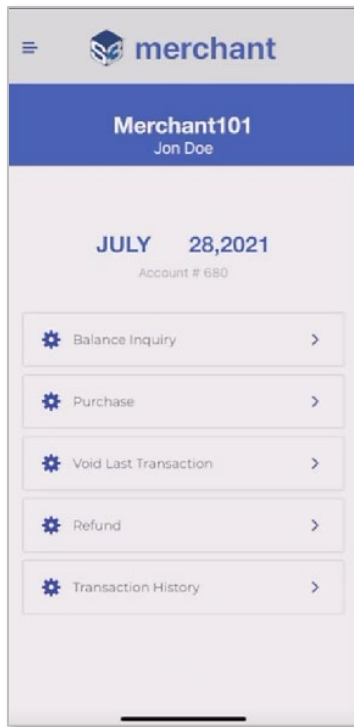 merchant
Merchant101
Jon Doe
JULY 28,2021
Account # 680
Balance Inquiry
Purchase
Void Last Transaction
Refund
Transaction History